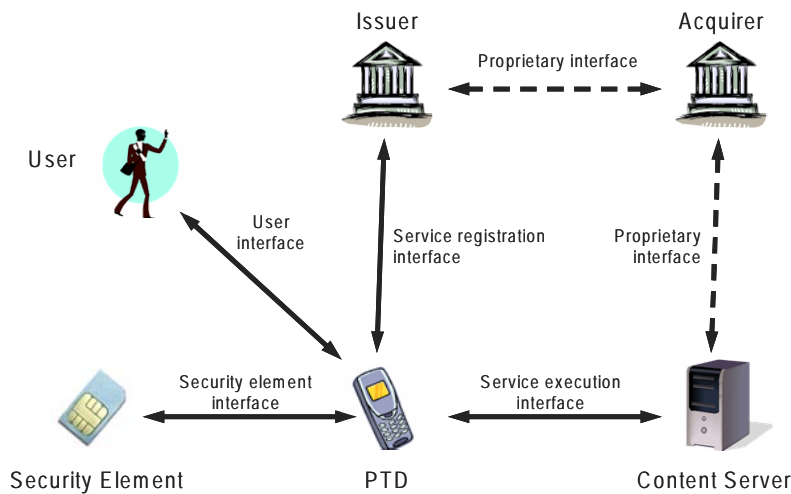 Issuer
Acquirer
Proprietary interface
User
User
interface
Service registration
interface
Proprietary
interface
Security element
interface
Service execution
interface
Security Element
PTD
Content Server